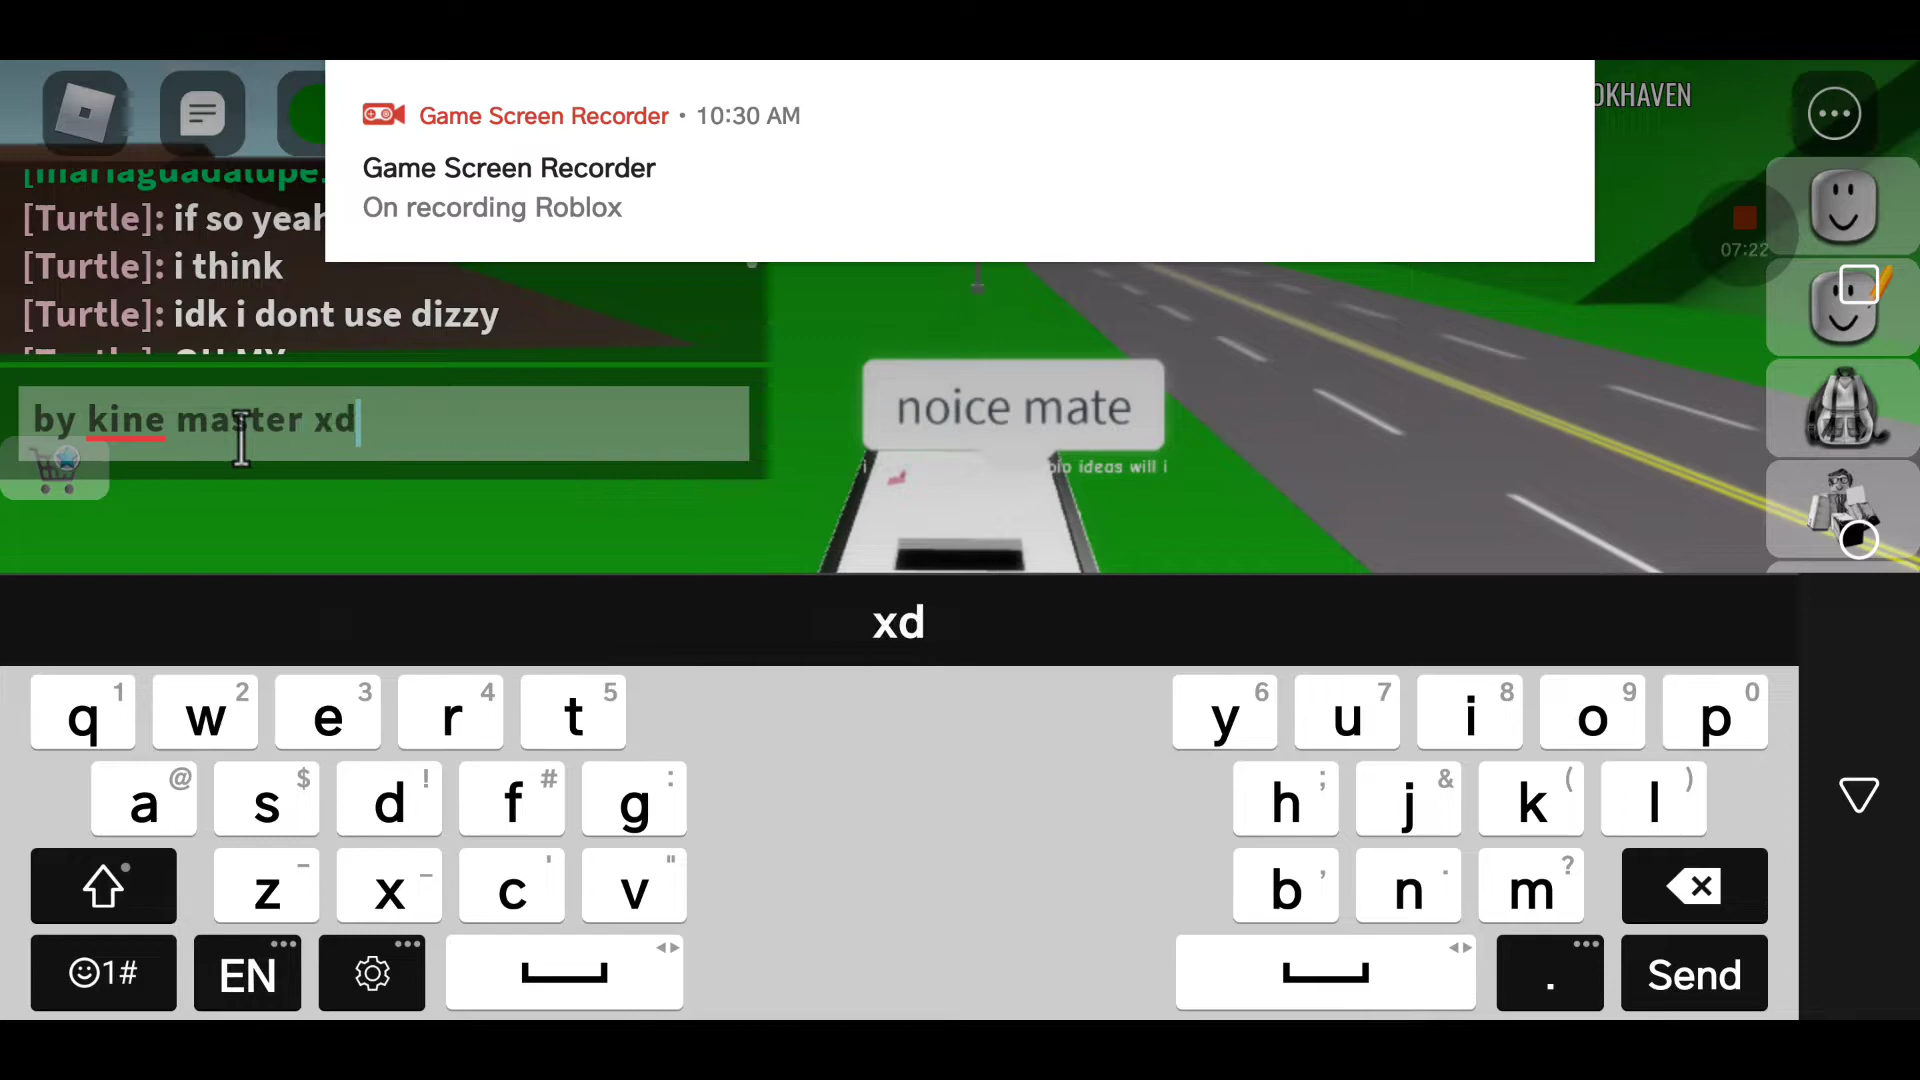 Game Screen Recorder • 10:30 AM
Game Screen Recorder
On recording Roblox
OKHAVEN
07:22
[mariaguadalupe
[Turtle]: if so yeah
[Turtle]: i think
[Turtle]: idk i dont use dizzy
by kine master xd
noice mate
ideas will i
xd
q 1 w 2 e 3 r 4 t 5 y 6 u 7 i 8 o 9 p 0
a @ s $ d ! f # g : h ; j & k ( l )
z – x _ c ' v " b , n . m ?
1# EN . Send